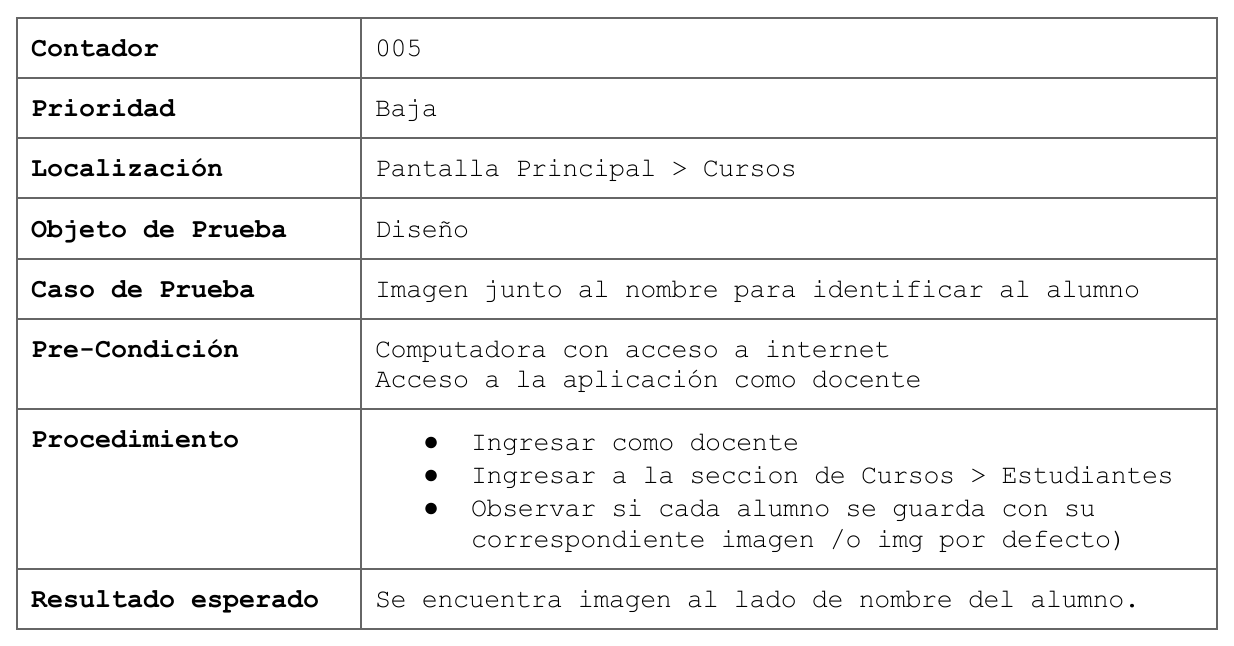 Contador 005
Prioridad Baja
Localización Pantalla Principal > Cursos
Objeto de Prueba Diseño
Caso de Prueba Imagen junto al nombre para identificar al alumno
Pre-Condición Computadora con acceso a internet
Acceso a la aplicación como docente
Procedimiento ● Ingresar como docente
● Ingresar a la seccion de Cursos > Estudiantes
● Observar si cada alumno se guarda con su
correspondiente imagen /o img por defecto)
Resultado esperado Se encuentra imagen al lado de nombre del alumno.